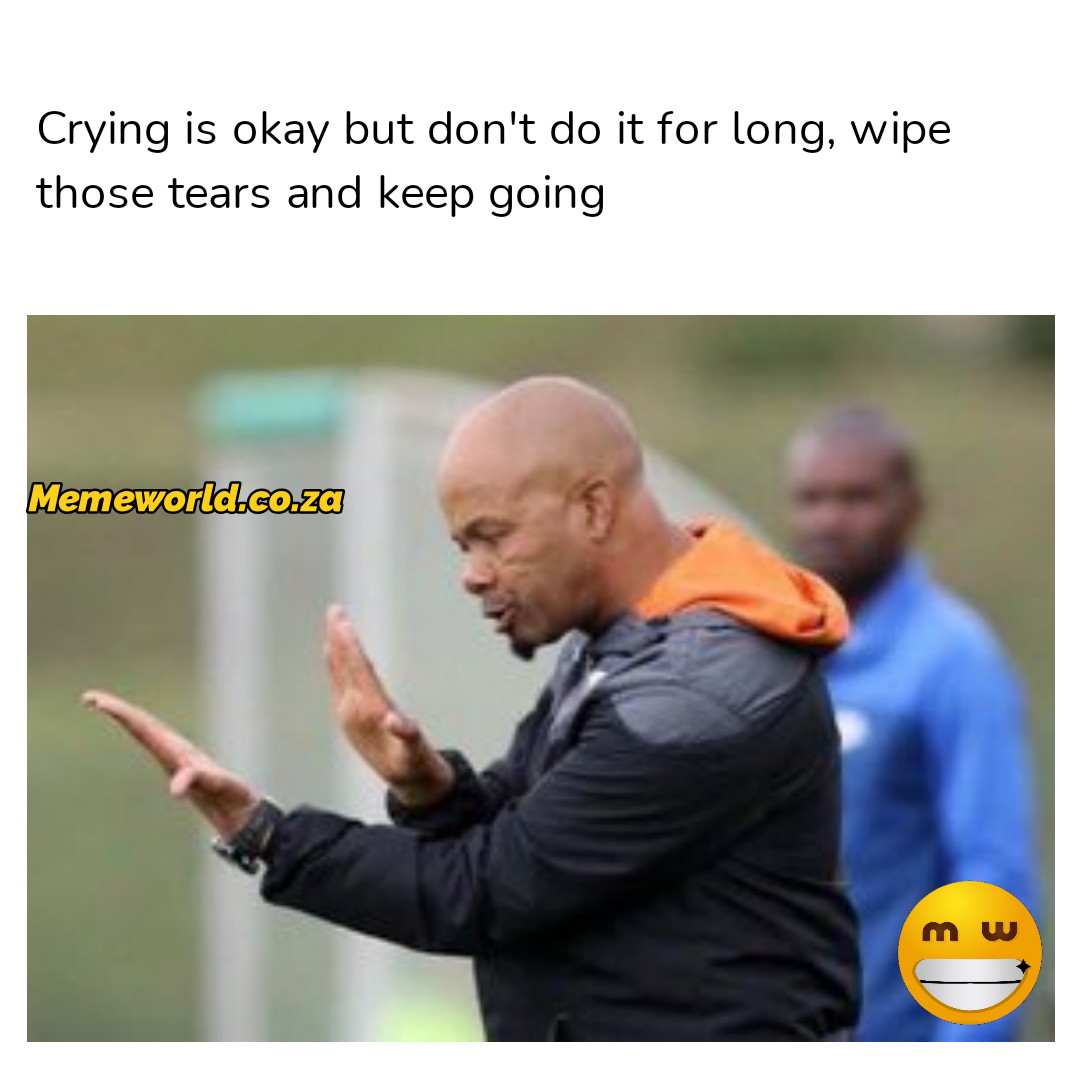 Crying is okay but don't do it for long, wipe
those tears and keep going
Memeworld.co.za
m w